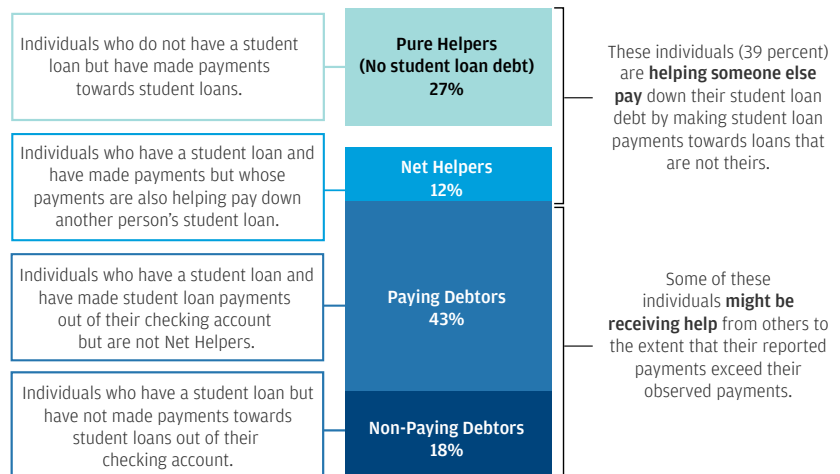 Individuals who do not have a student
loan but have made payments
towards student loans.
Pure Helpers
(No student loan debt)
27%
These individuals (39 percent)
are helping someone else
pay down their student loan
debt by making student loan
payments towards loans that
are not theirs.
Individuals who have a student loan and
have made payments but whose
payments are also helping pay down
another person's student loan.
Net Helpers
12%
Individuals who have a student loan and
have made student loan payments
out of their checking account
but are not Net Helpers.
Paying Debtors
43%
Some of these
individuals might be
receiving help from others to
the extent that their reported
payments exceed their
observed payments.
Individuals who have a student loan but
have not made payments towards
student loans out of their
checking account.
Non-Paying Debtors
18%